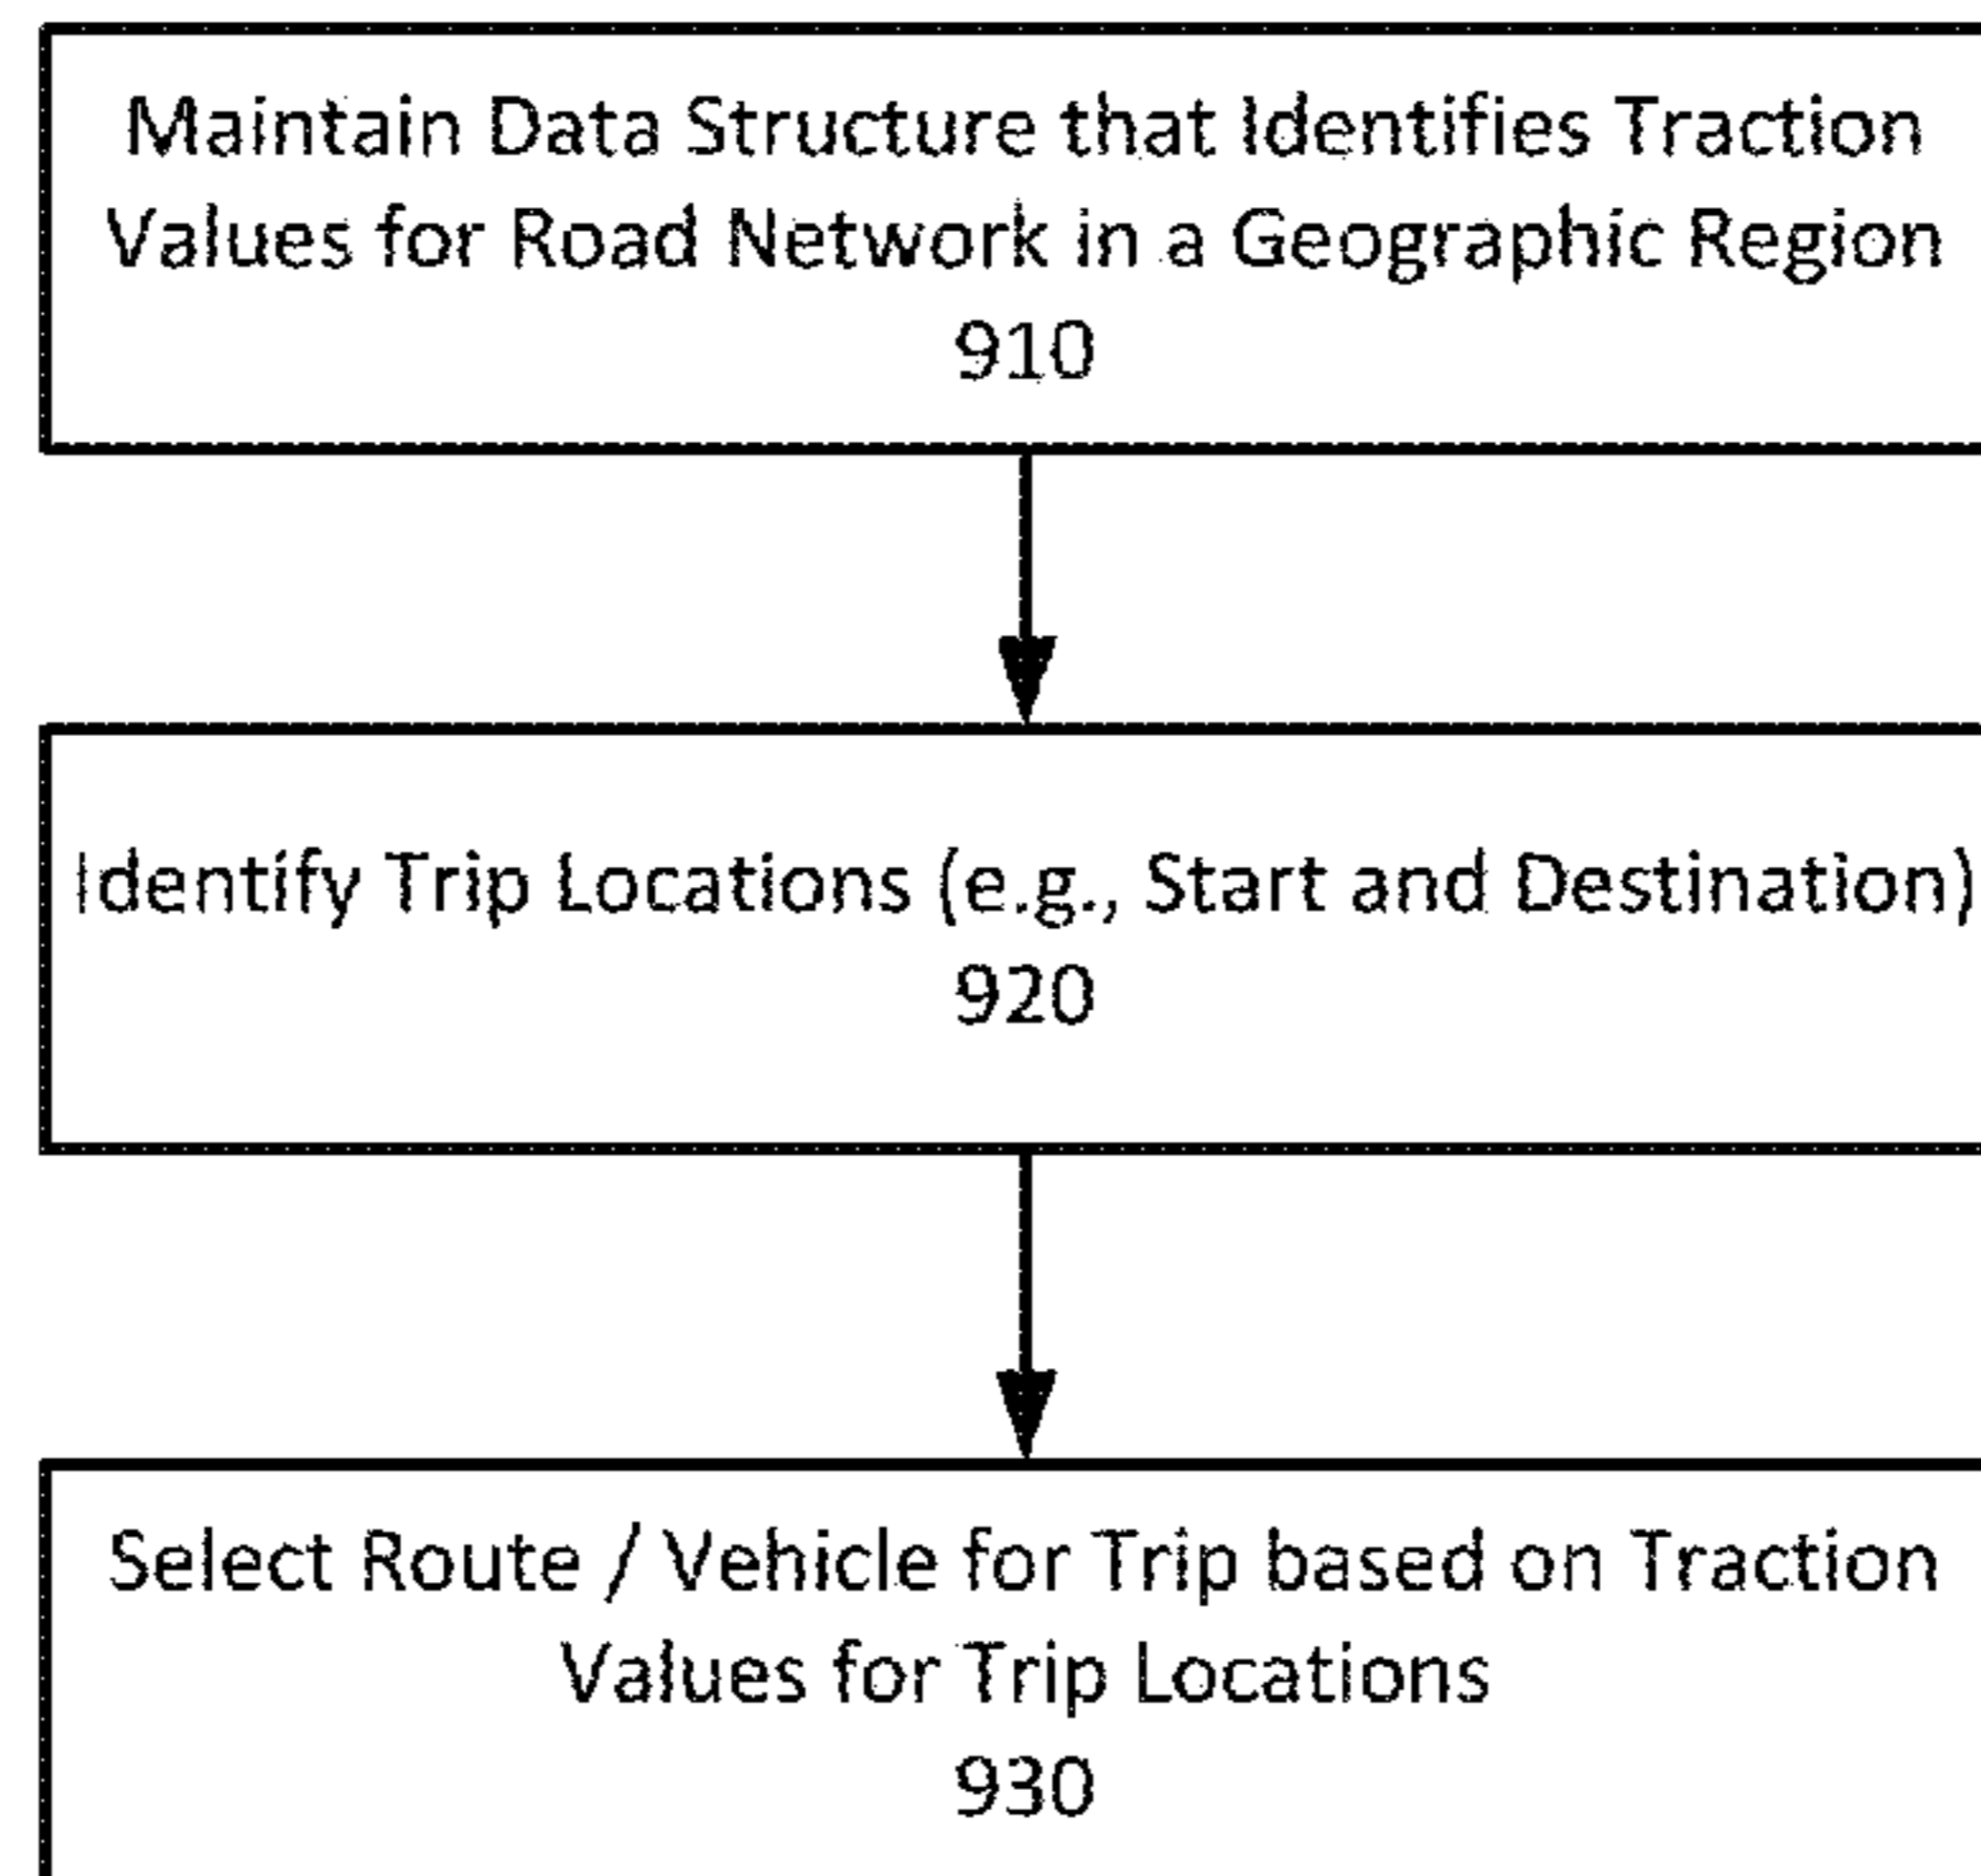 Maintain Data Structure that Identifies Traction
Values for Road Network in a Geographic Region
910
Identify Trip Locations (e.g., Start and Destination)
920
Select Route / Vehicle for Trip based on Traction
Values for Trip Locations
930